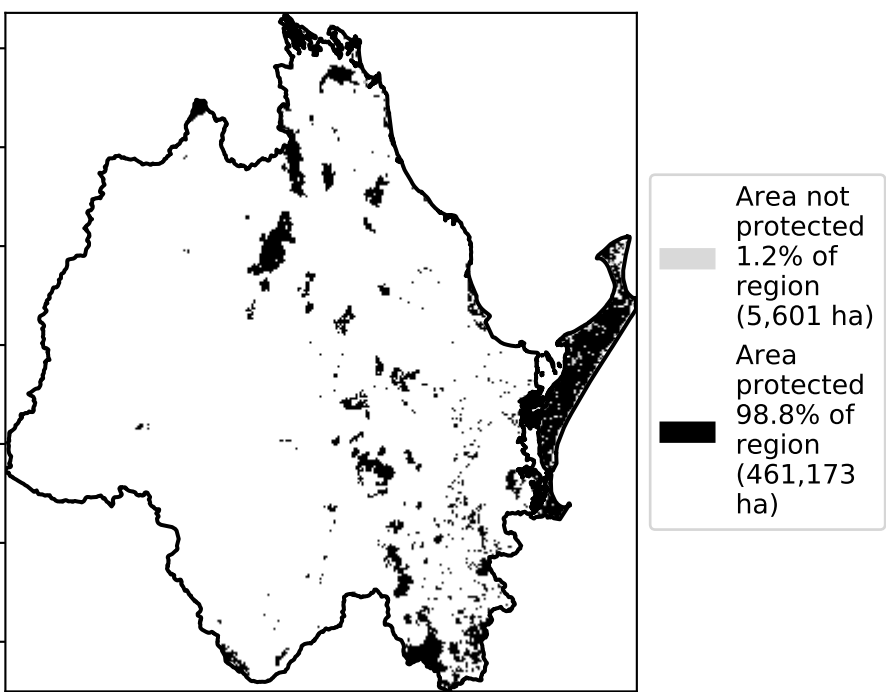 Area not
protected
1.2% of
region
(5,601 ha)
Area
protected
98.8% of
region
(461,173
ha)